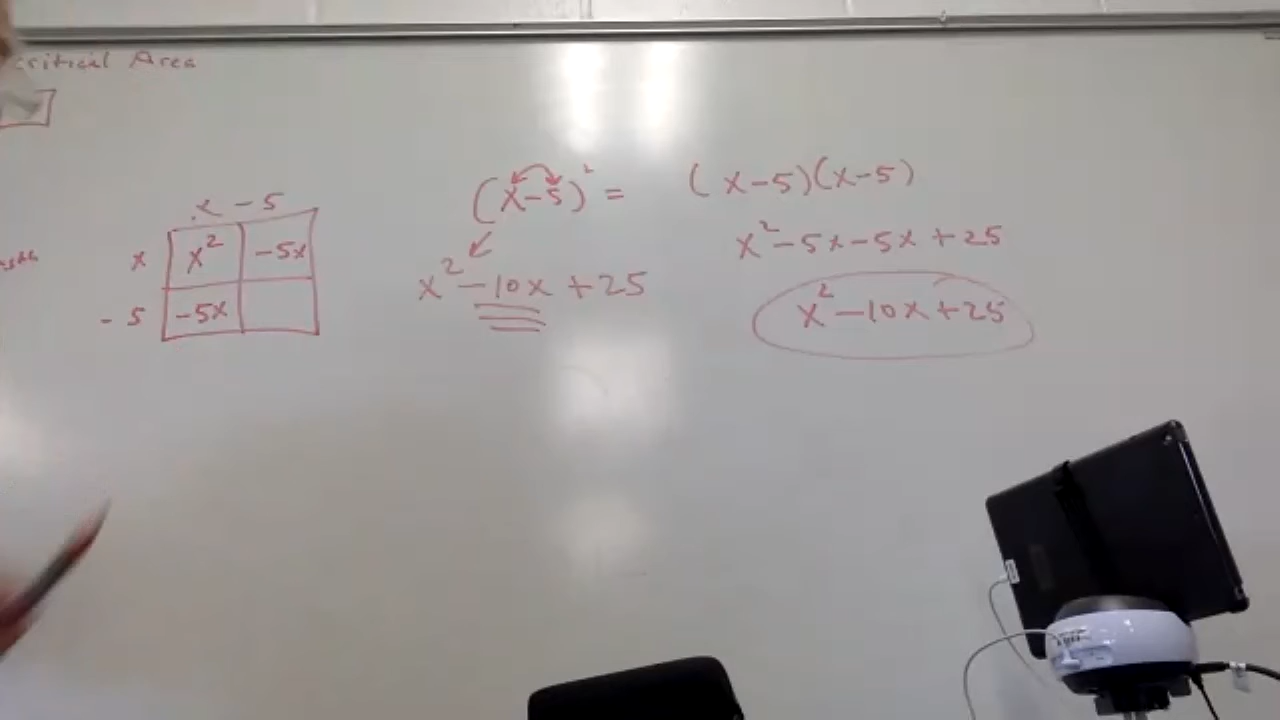 critical Area
x - 5
x x² -5x
- 5 -5x
(x-5)² =
x² -10x +25
(x-5)(x-5)
x²-5x-5x+25
x²-10x+25